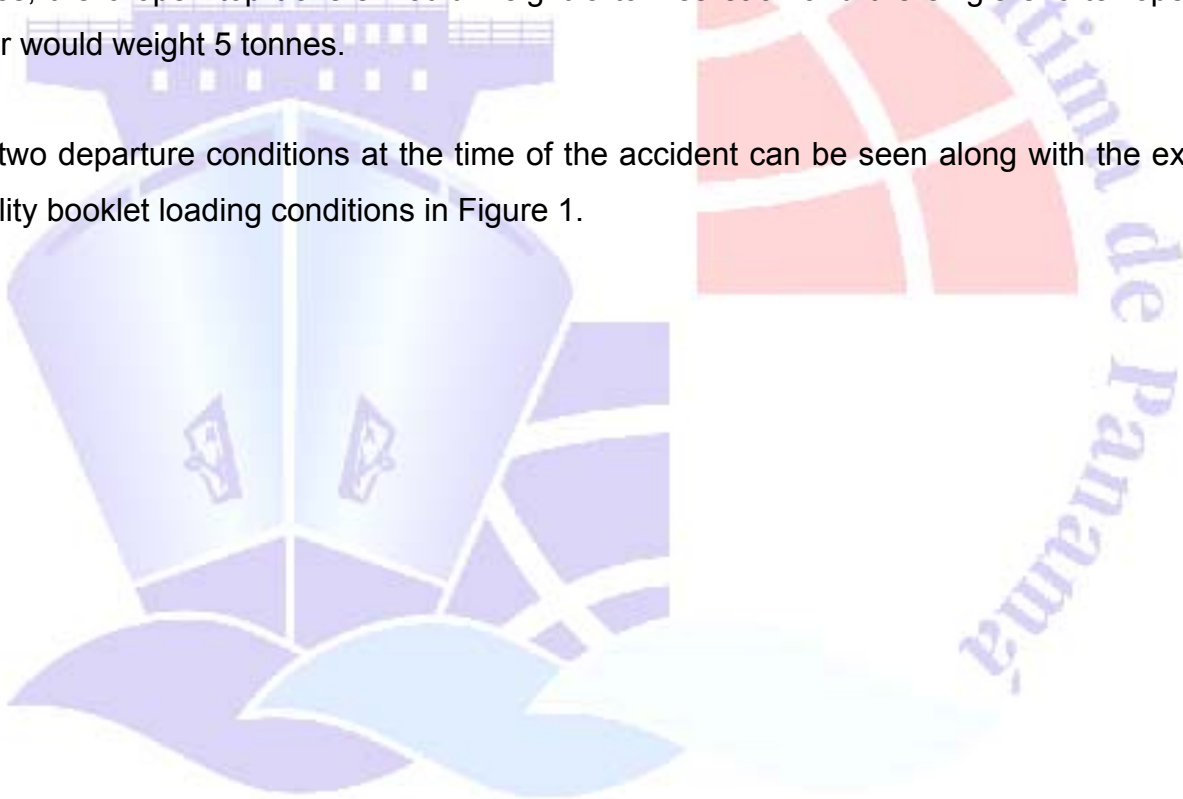 r would weight 5 tonnes.
two departure conditions at the time of the accident can be seen along with the ex
lity booklet loading conditions in Figure 1.
tima de Panamá